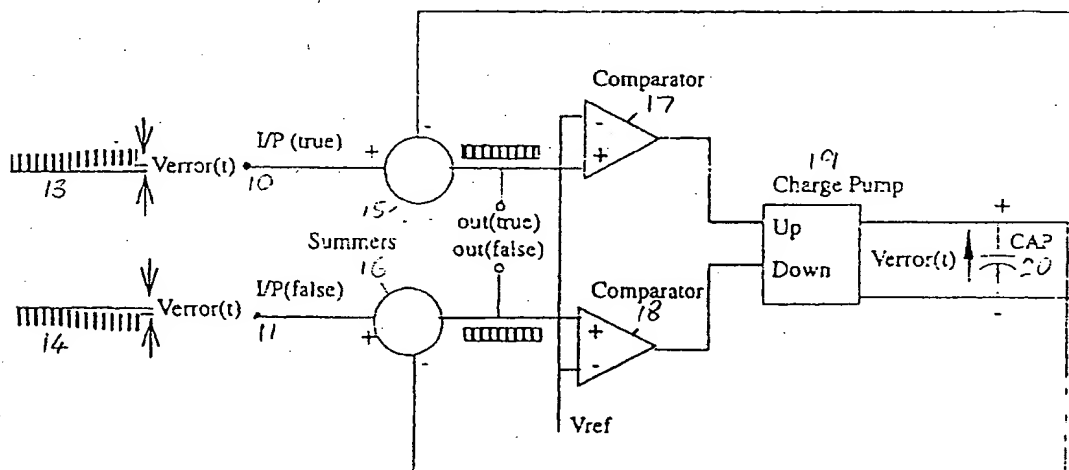 Comparator
17
-
+
I/P (true)
+
-
Verror(t)
13
10
15
out(true)
out(false)
Summers
16
19
Charge Pump
Up
Down
Verror(t)
+
CAP
20
-
Verror(t)
14
I/P(false)
11
+
-
Comparator
18
+
-
Vref